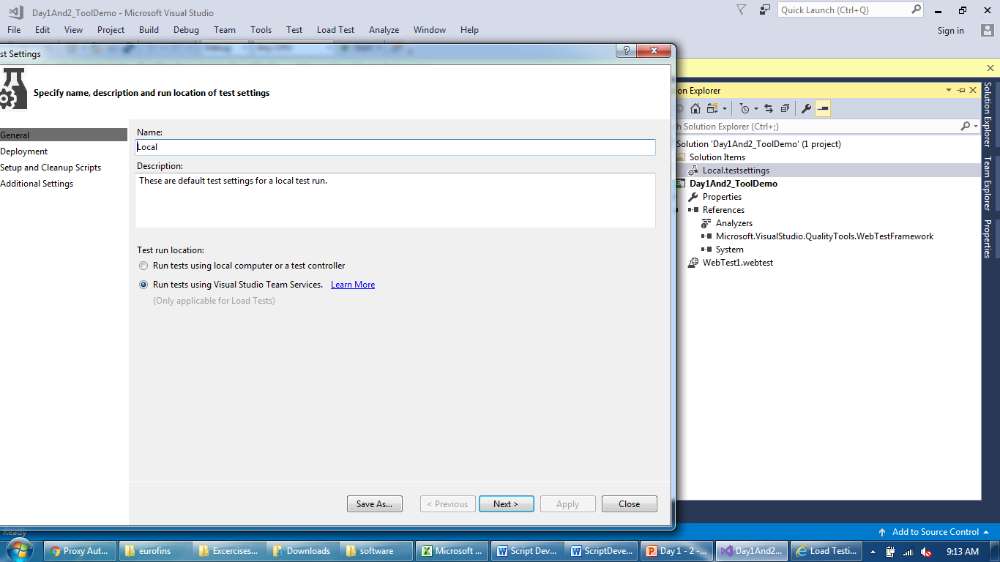 Day1And2_ToolDemo - Microsoft Visual Studio
Quick Launch (Ctrl+Q)
File Edit View Project Build Debug Team Tools Test Load Test Analyze Window Help
Sign in
st Settings
Specify name, description and run location of test settings
General
Deployment
Setup and Cleanup Scripts
Additional Settings
Name:
Local
Description:
These are default test settings for a local test run.
Test run location:
Run tests using local computer or a test controller
Run tests using Visual Studio Team Services. Learn More
(Only applicable for Load Tests)
Save As... < Previous Next > Apply Close
ion Explorer
h Solution Explorer (Ctrl+;)
Solution 'Day1And2_ToolDemo' (1 project)
Solution Items
Local.testsettings
Day1And2_ToolDemo
Properties
References
Analyzers
Microsoft.VisualStudio.QualityTools.WebTestFramework
System
WebTest1.webtest
Solution Explorer
Team Explorer
Properties
Ready
Add to Source Control
Proxy Aut... eurofins Excercises... Downloads software Microsoft ... Script Dev... ScriptDeve... Day 1 - 2 -... Day1And2... Load Testi... 9:13 AM